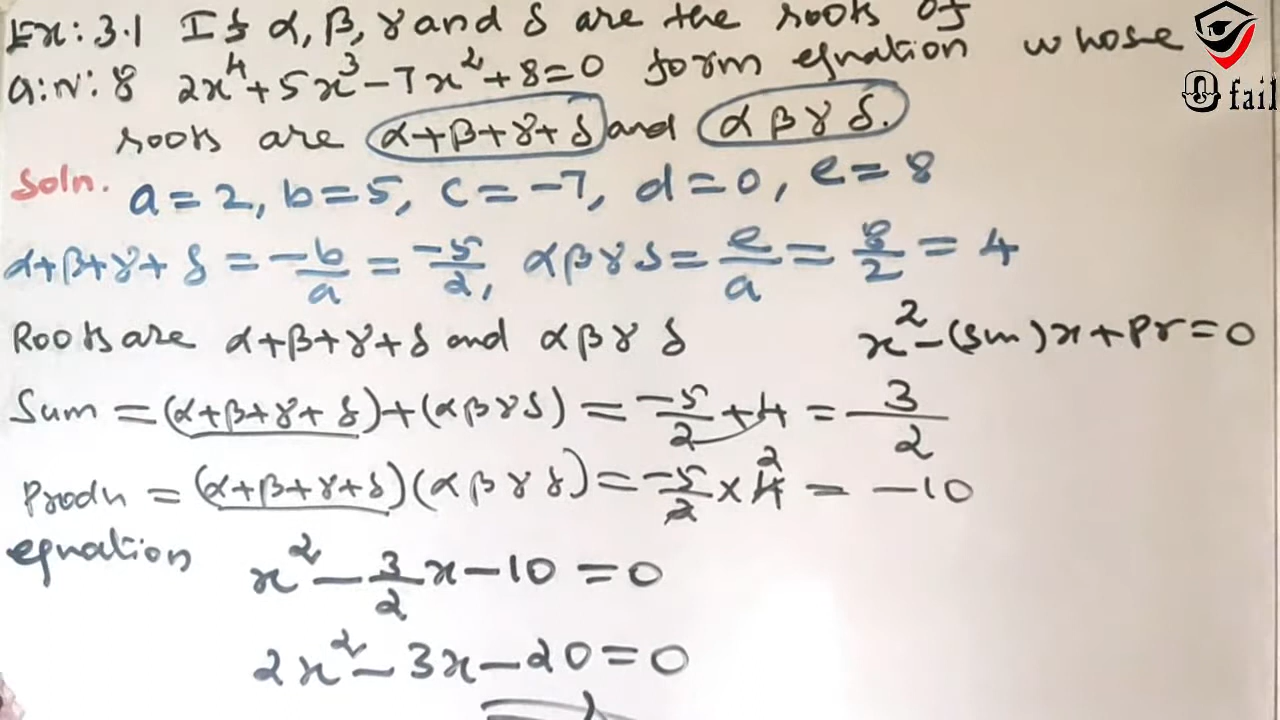 Ex: 3.1 If α, β, γ and δ are the roots of
Q:N: 8 2x⁴+5x³-7x²+8=0 form equation whose
roots are α+β+γ+δ and αβγδ.
0 fail
Soln. a=2, b=5, c=-7, d=0, e=8
α+β+γ+δ = -b/a = -5/2, αβγδ = e/a = 8/2 = 4
Roots are α+β+γ+δ and αβγδ x²-(sum)x+Pr=0
Sum = (α+β+γ+δ)+(αβγδ) = -5/2+4 = 3/2
Prodn = (α+β+γ+δ)(αβγδ) = -5/2×4 2 = -10
equation x²-3/2x-10=0
2x²-3x-20=0